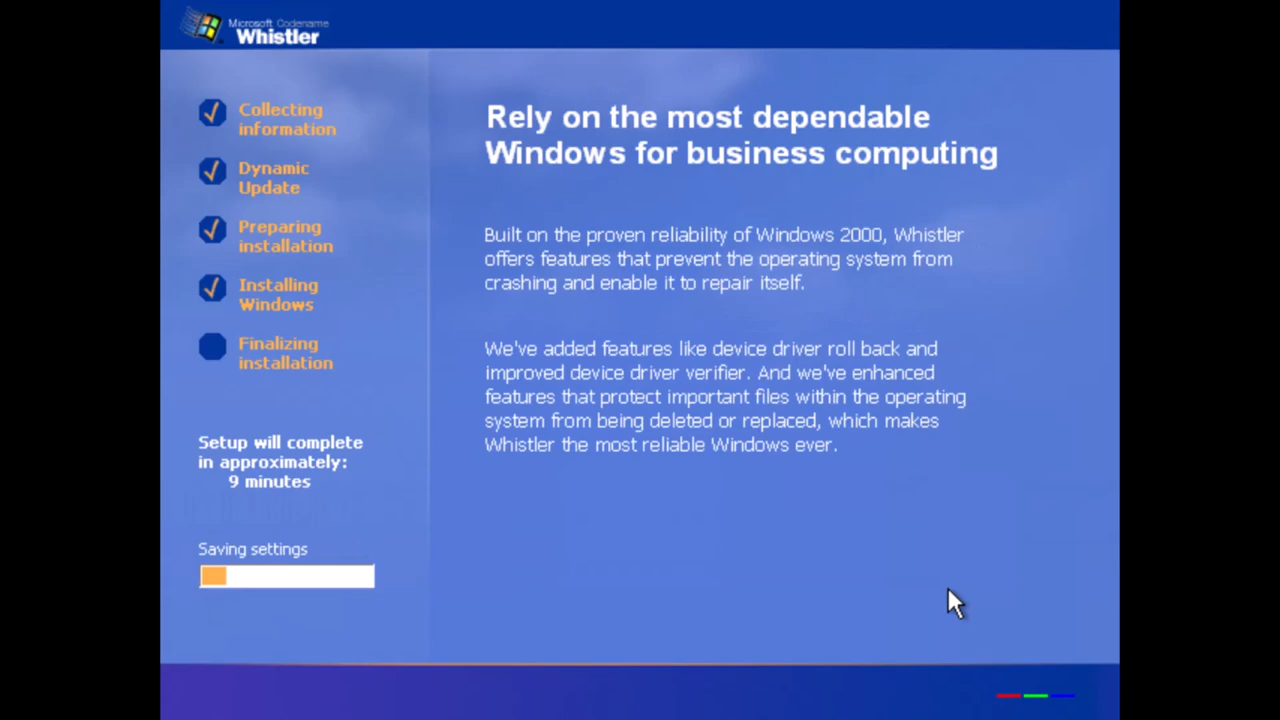 Microsoft Codename
Whistler
Collecting
information
Dynamic
Update
Preparing
installation
Installing
Windows
Finalizing
installation
Setup will complete
in approximately:
9 minutes
Saving settings
Rely on the most dependable
Windows for business computing
Built on the proven reliability of Windows 2000, Whistler
offers features that prevent the operating system from
crashing and enable it to repair itself.
We've added features like device driver roll back and
improved device driver verifier. And we've enhanced
features that protect important files within the operating
system from being deleted or replaced, which makes
Whistler the most reliable Windows ever.